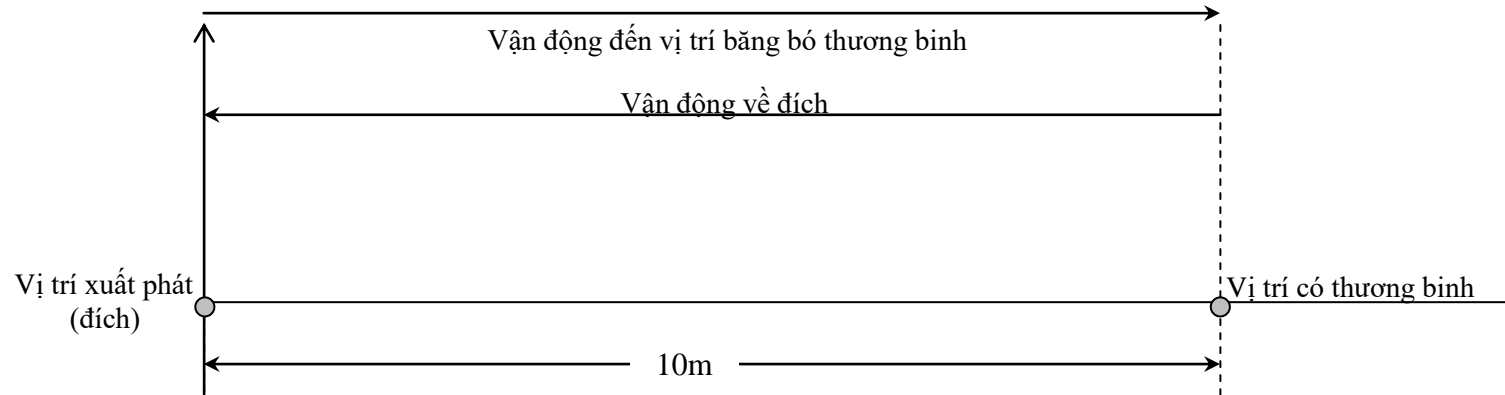 Vận động đến vị trí băng bó thương binh
Vận động về đích
Vị trí xuất phát
(đích)
Vị trí có thương binh
10m